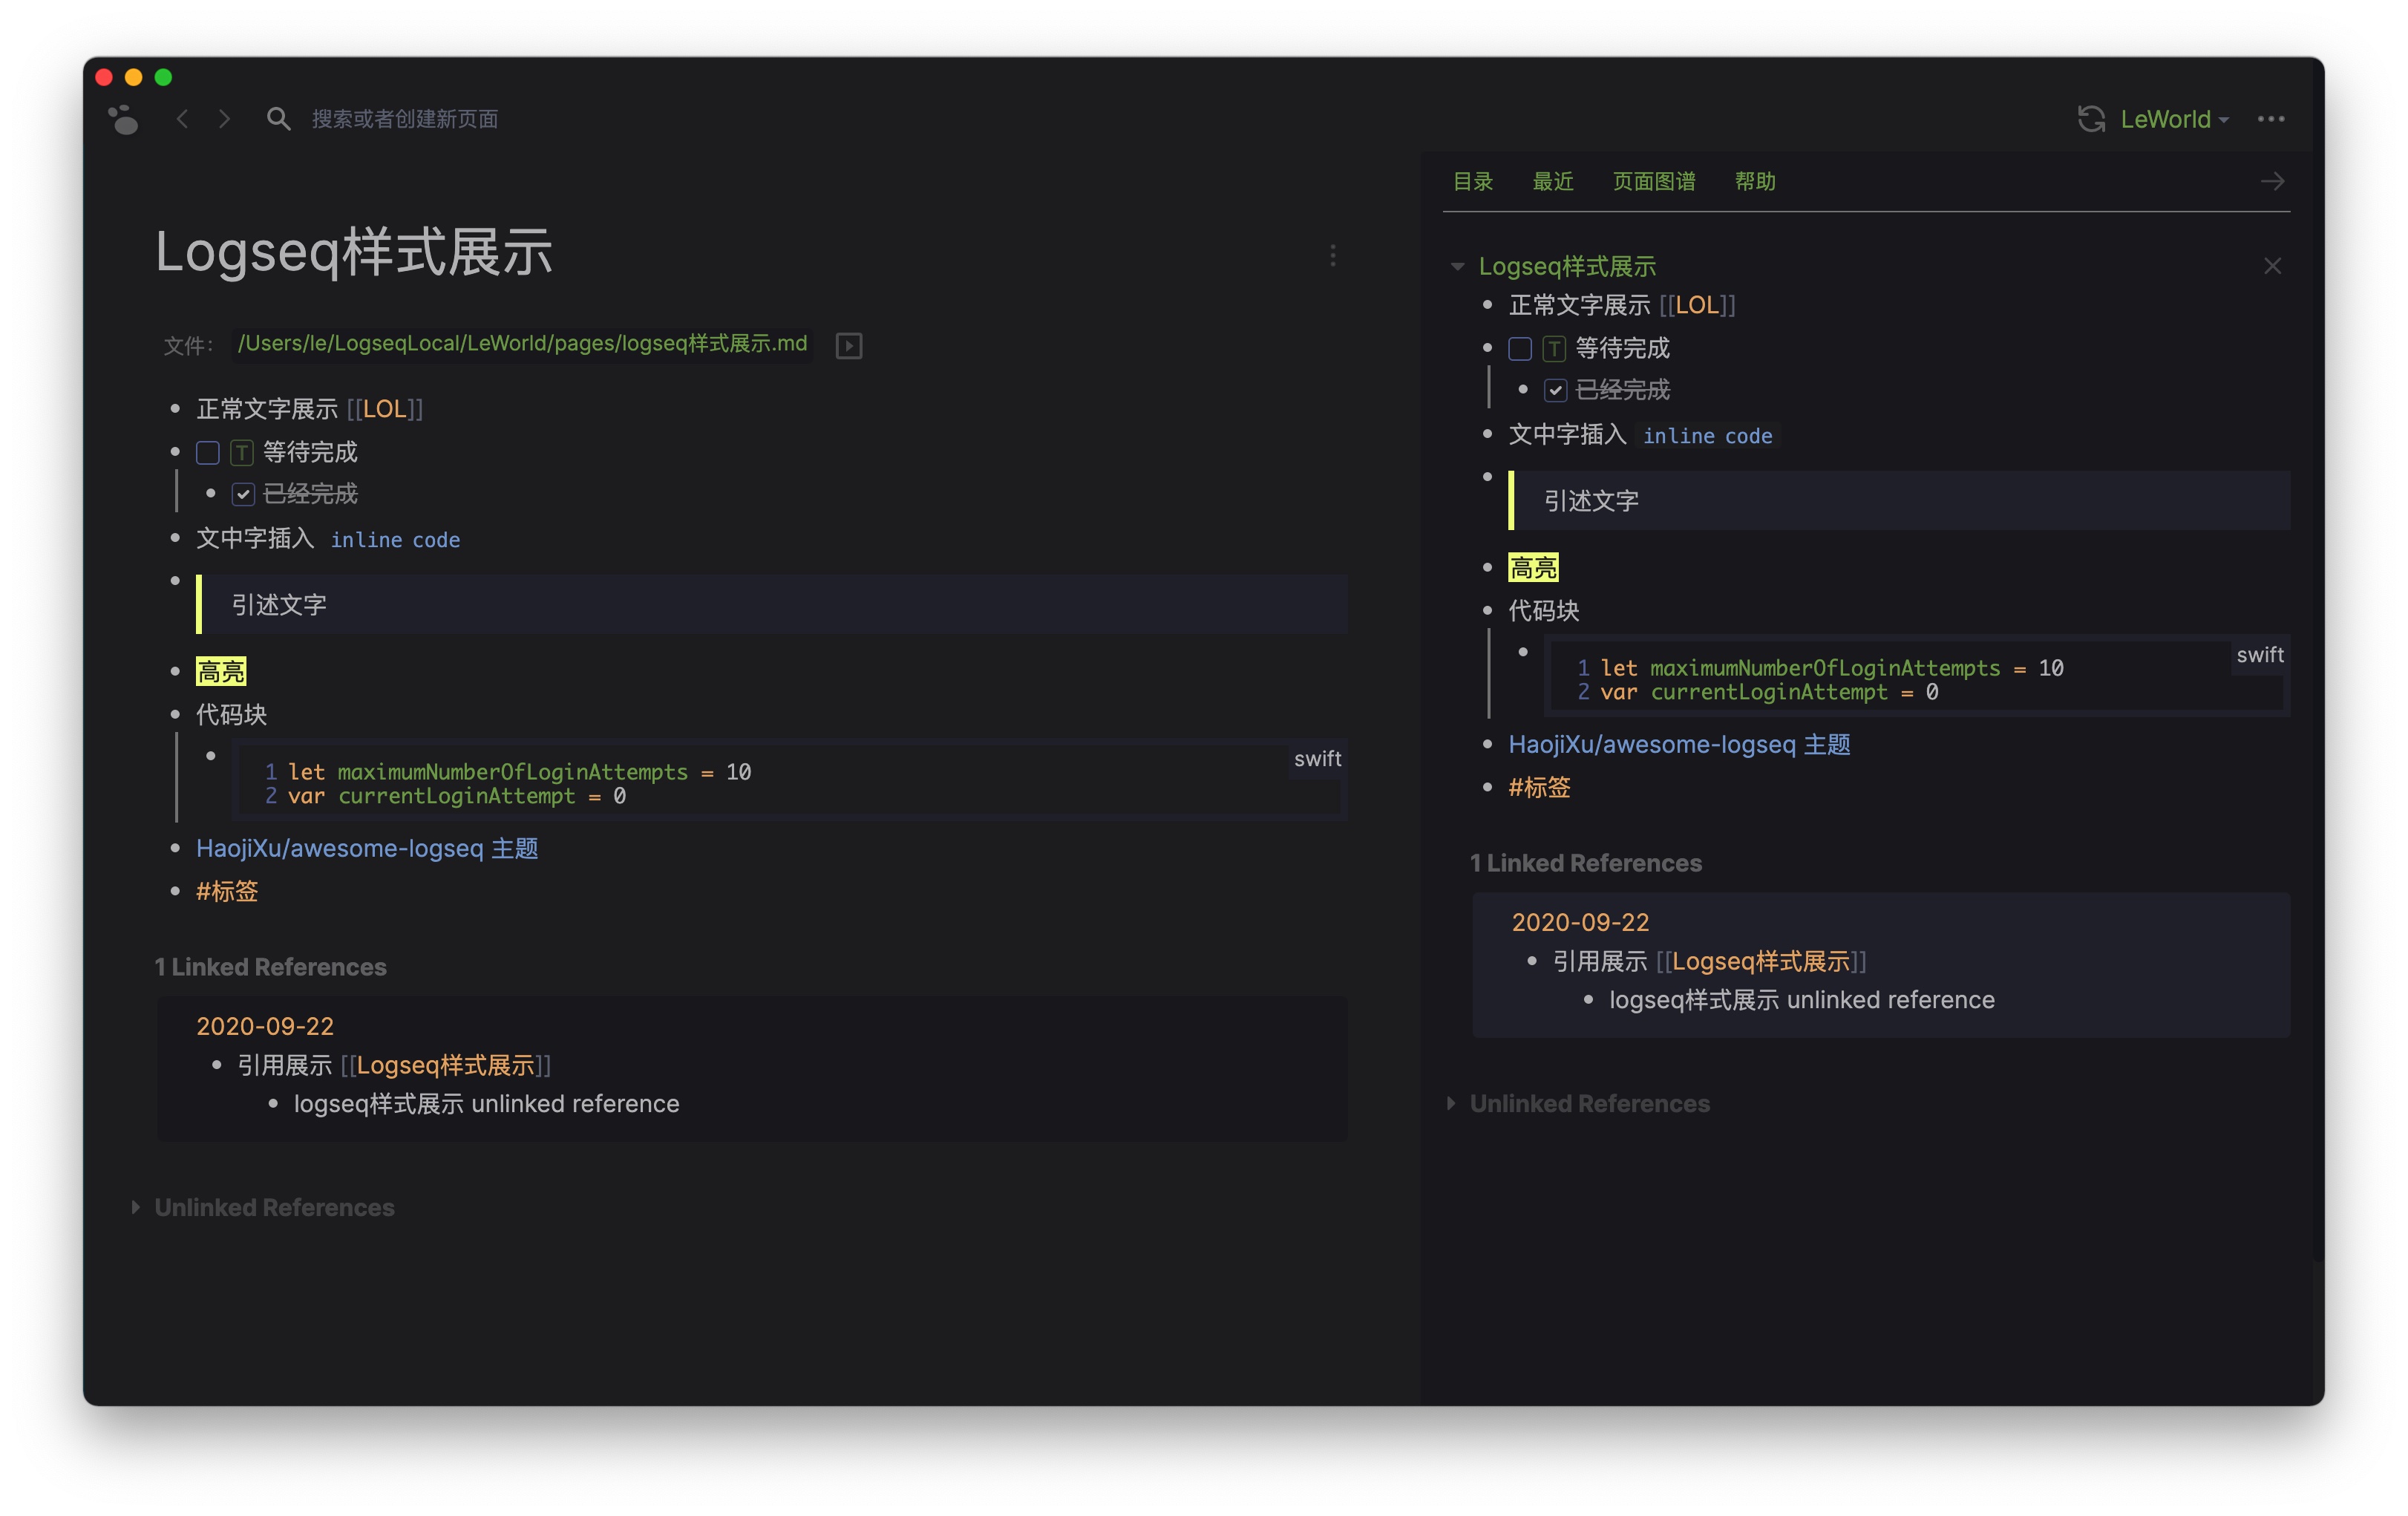 搜索或者创建新页面
LeWorld
Logseq样式展示
文件：/Users/le/LogseqLocal/LeWorld/pages/logseq样式展示.md
正常文字展示 [[LOL]]
T 等待完成
已经完成
文中字插入 inline code
引述文字
高亮
代码块
swift
1 let maximumNumberOfLoginAttempts = 10
2 var currentLoginAttempt = 0
HaojiXu/awesome-logseq 主题
#标签
1 Linked References
2020-09-22
引用展示 [[Logseq样式展示]]
logseq样式展示 unlinked reference
Unlinked References
目录 最近 页面图谱 帮助
Logseq样式展示
正常文字展示 [[LOL]]
T 等待完成
已经完成
文中字插入 inline code
引述文字
高亮
代码块
swift
1 let maximumNumberOfLoginAttempts = 10
2 var currentLoginAttempt = 0
HaojiXu/awesome-logseq 主题
#标签
1 Linked References
2020-09-22
引用展示 [[Logseq样式展示]]
logseq样式展示 unlinked reference
Unlinked References